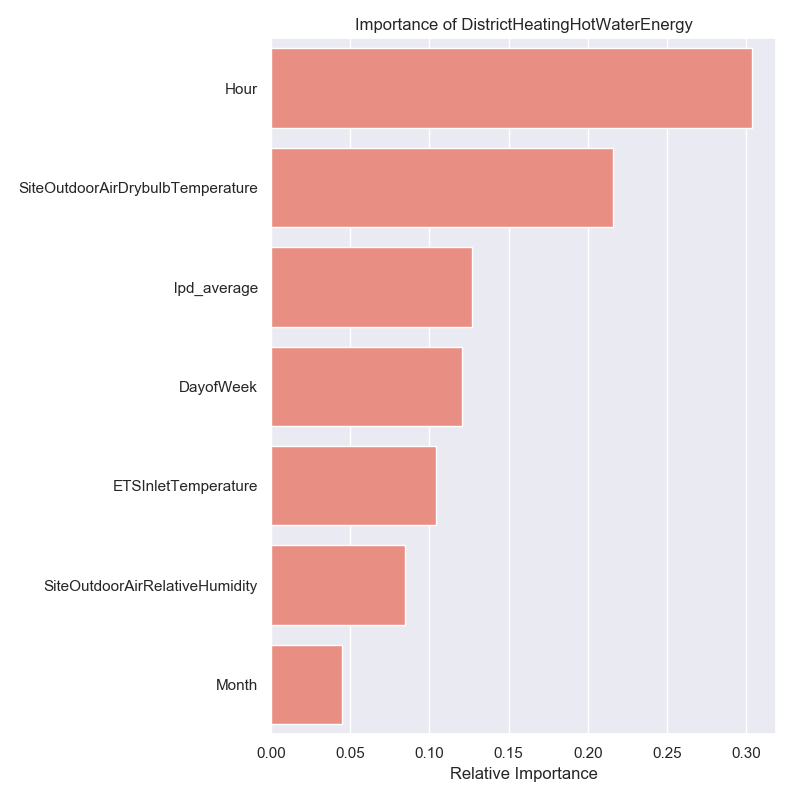 Importance of DistrictHeatingHotWaterEnergy
Hour
SiteOutdoorAirDrybulbTemperature
lpd_average
DayofWeek
ETSInletTemperature
SiteOutdoorAirRelativeHumidity
Month
0.00 0.05 0.10 0.15 0.20 0.25 0.30
Relative Importance